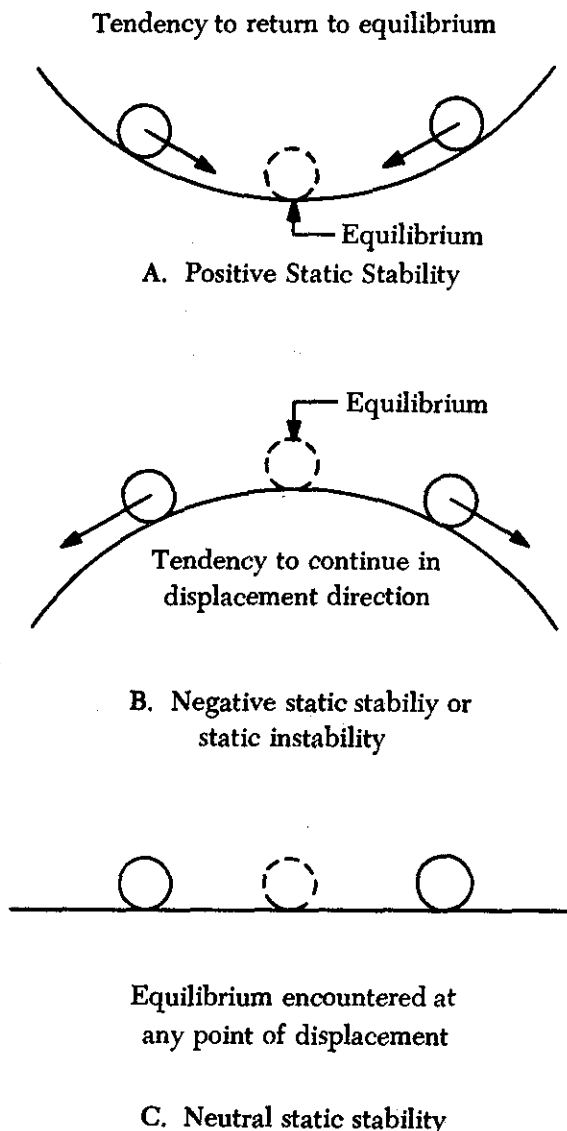 Tendency to return to equilibrium
Equilibrium
A. Positive Static Stability
Equilibrium
Tendency to continue in
displacement direction
B. Negative static stabiliy or
static instability
Equilibrium encountered at
any point of displacement
C. Neutral static stability